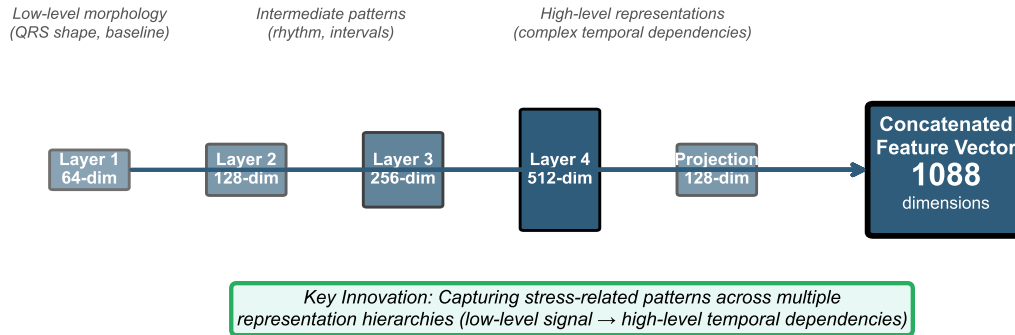 Low-level morphology
(QRS shape, baseline)
Intermediate patterns
(rhythm, intervals)
High-level representations
(complex temporal dependencies)
Layer 1
64-dim
Layer 2
128-dim
Layer 3
256-dim
Layer 4
512-dim
Projection
128-dim
Concatenated
Feature Vector
1088
dimensions
Key Innovation: Capturing stress-related patterns across multiple
representation hierarchies (low-level signal → high-level temporal dependencies)